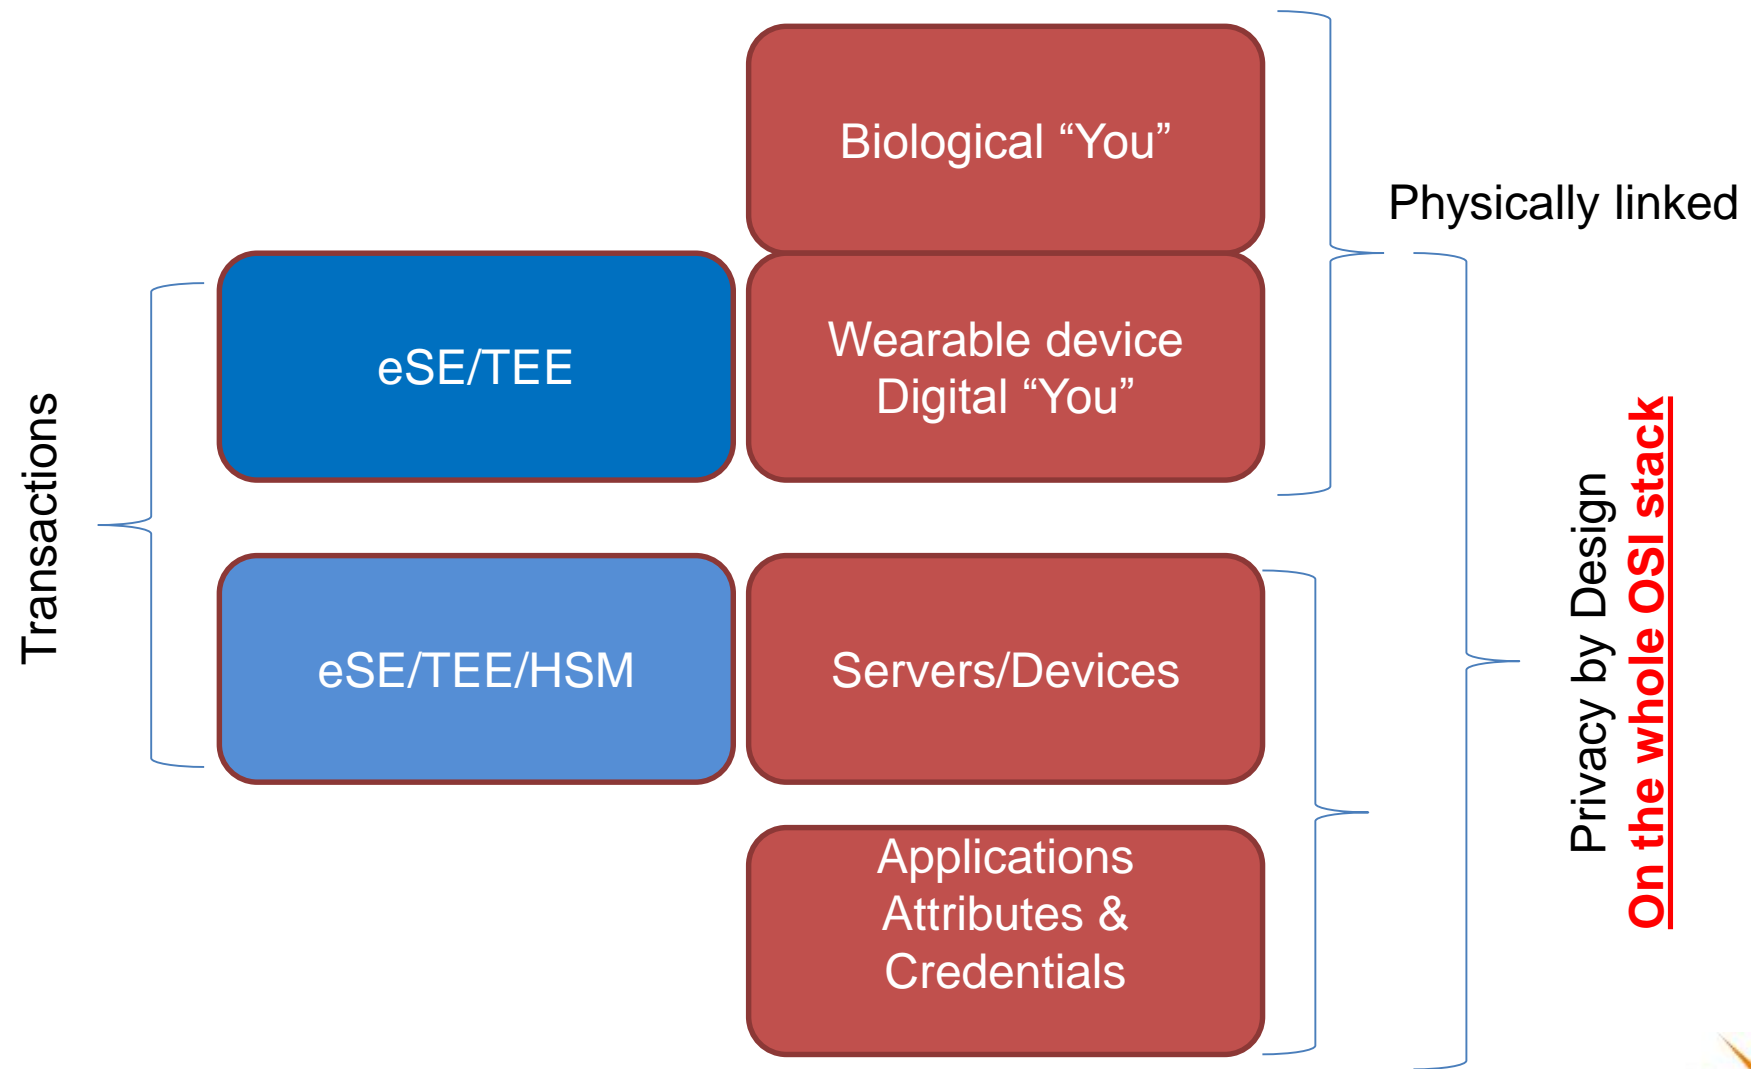 Biological “You”
Physically linked
eSE/TEE
Wearable device
Digital “You”
Transactions
eSE/TEE/HSM
Servers/Devices
Privacy by Design
On the whole OSI stack
Applications
Attributes &
Credentials